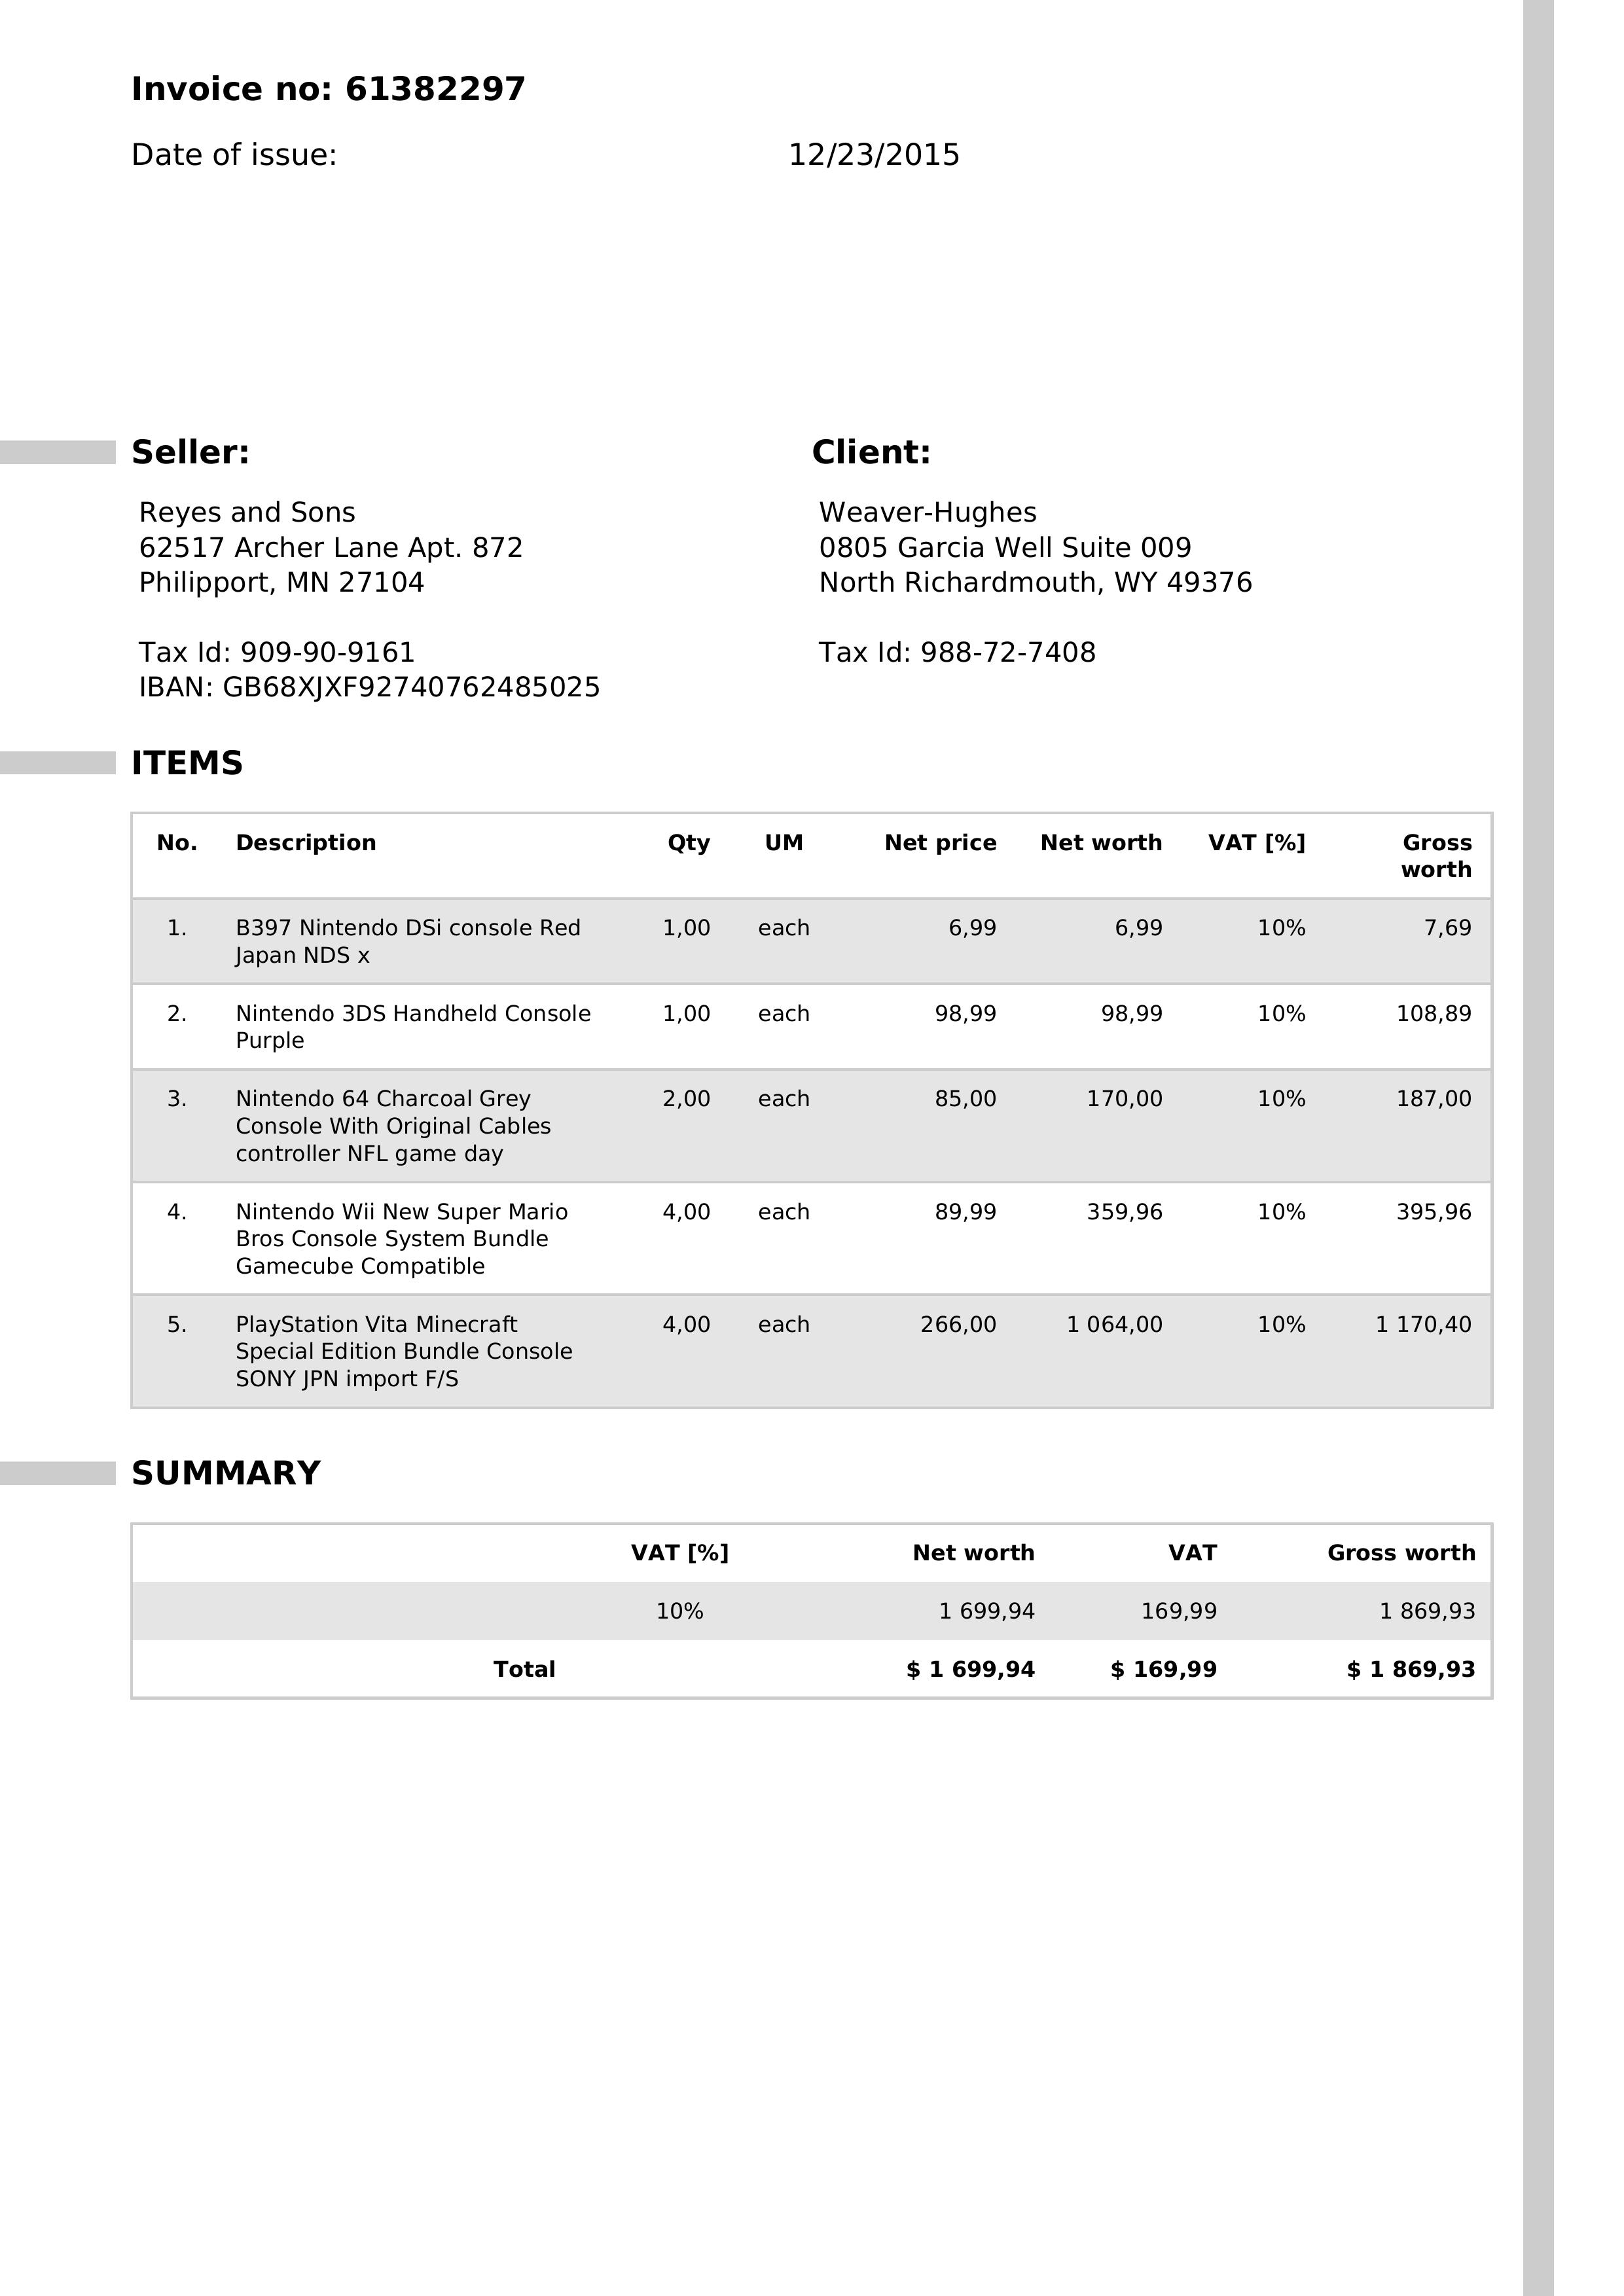 Invoice no: 61382297
Date of issue: 12/23/2015
Seller:
Reyes and Sons
62517 Archer Lane Apt. 872
Philipport, MN 27104
Tax Id: 909-90-9161
IBAN: GB68XJXF92740762485025
Client:
Weaver-Hughes
0805 Garcia Well Suite 009
North Richardmouth, WY 49376
Tax Id: 988-72-7408
ITEMS
No. Description Qty UM Net price Net worth VAT [%] Gross
worth
1. B397 Nintendo DSi console Red 1,00 each 6,99 6,99 10% 7,69
Japan NDS x
2. Nintendo 3DS Handheld Console 1,00 each 98,99 98,99 10% 108,89
Purple
3. Nintendo 64 Charcoal Grey 2,00 each 85,00 170,00 10% 187,00
Console With Original Cables
controller NFL game day
4. Nintendo Wii New Super Mario 4,00 each 89,99 359,96 10% 395,96
Bros Console System Bundle
Gamecube Compatible
5. PlayStation Vita Minecraft 4,00 each 266,00 1 064,00 10% 1 170,40
Special Edition Bundle Console
SONY JPN import F/S
SUMMARY
VAT [%] Net worth VAT Gross worth
10% 1 699,94 169,99 1 869,93
Total $ 1 699,94 $ 169,99 $ 1 869,93